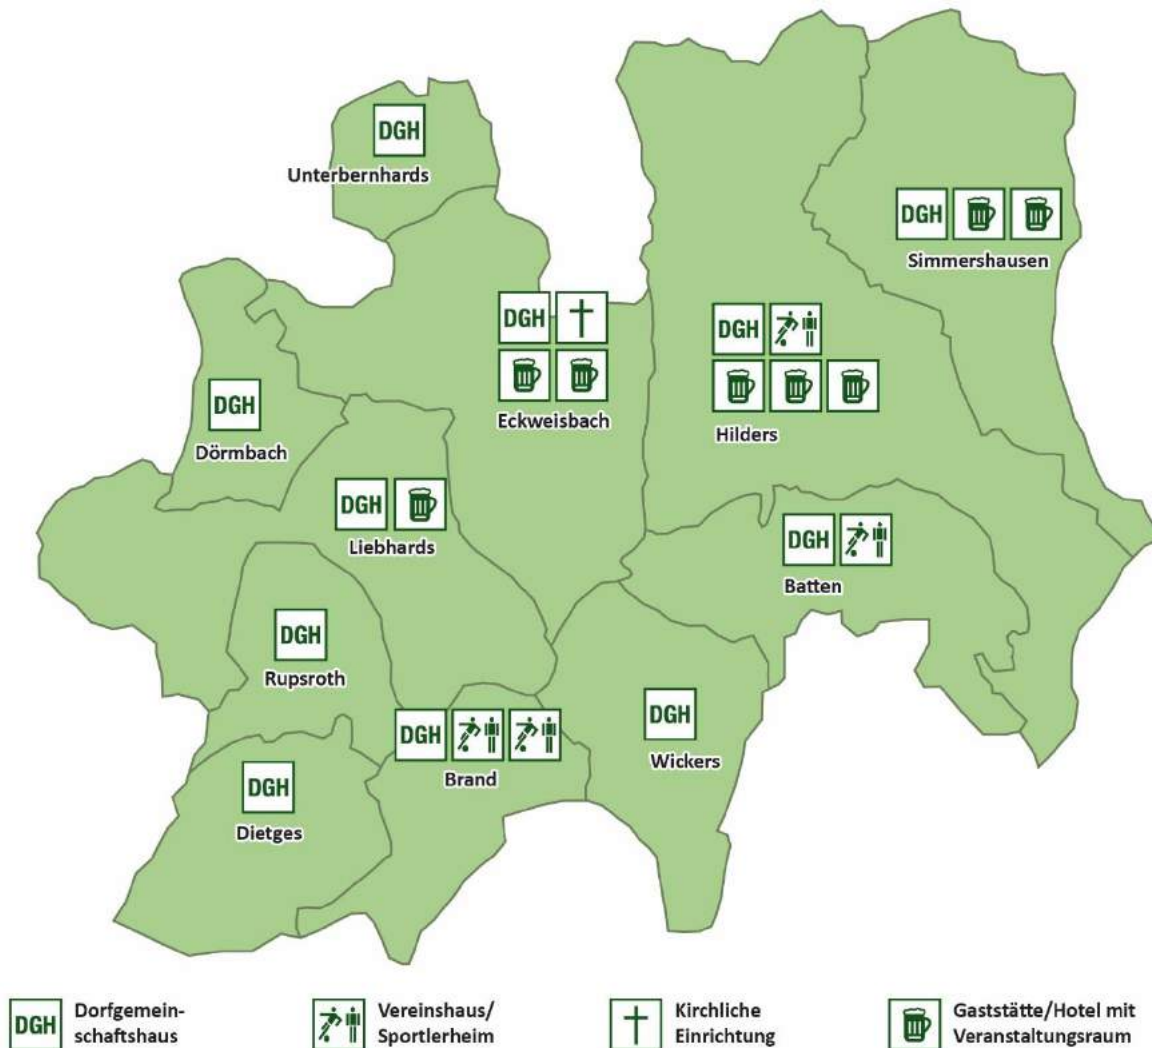 DGH
Unterbernhards
DGH
Simmershausen
DGH
Eckweisbach
DGH
Hilders
DGH
Dörmbach
DGH
Liebhards
DGH
Batten
DGH
Rupsroth
DGH
Wickers
DGH
Brand
DGH
Dietges
DGH Dorfgemein-
schaftshaus
Vereinshaus/
Sportlerheim
Kirchliche
Einrichtung
Gaststätte/Hotel mit
Veranstaltungsraum